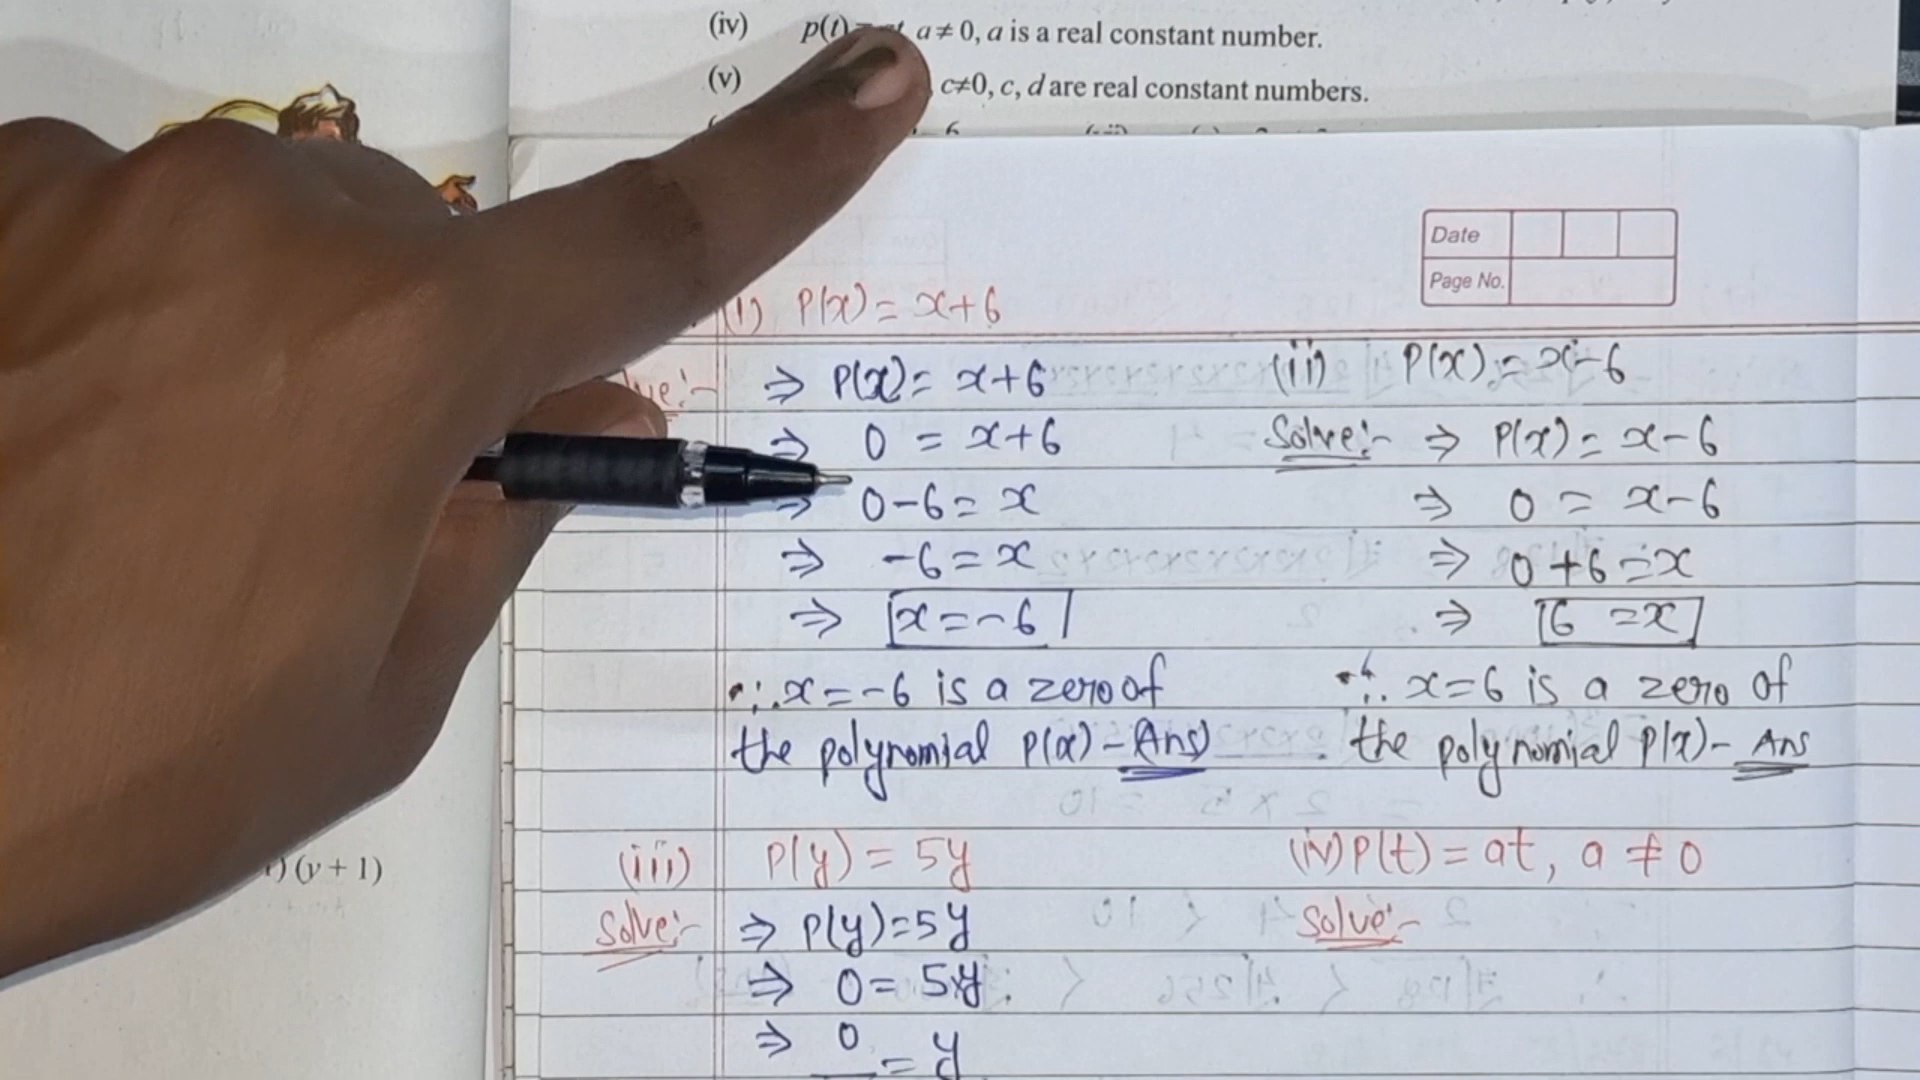 (iv) p(t) = at, a ≠ 0, a is a real constant number.
(v) c≠0, c, d are real constant numbers.
Date
Page No.
(i) P(x) = x+6
⇒ P(x) = x+6
⇒ 0 = x+6
⇒ 0-6 = x
⇒ -6 = x
⇒ x = -6
∴ x = -6 is a zero of
the polynomial P(x) - Ans
(ii) P(x) = x-6
Solve:- ⇒ P(x) = x-6
⇒ 0 = x-6
⇒ 0+6 = x
⇒ 6 = x
∴ x=6 is a zero of
the polynomial P(x) - Ans
(y + 1)
(iii) P(y) = 5y
Solve:- ⇒ P(y) = 5y
⇒ 0 = 5y
⇒ 0 = y
(iv) P(t) = at, a ≠ 0
Solve:-